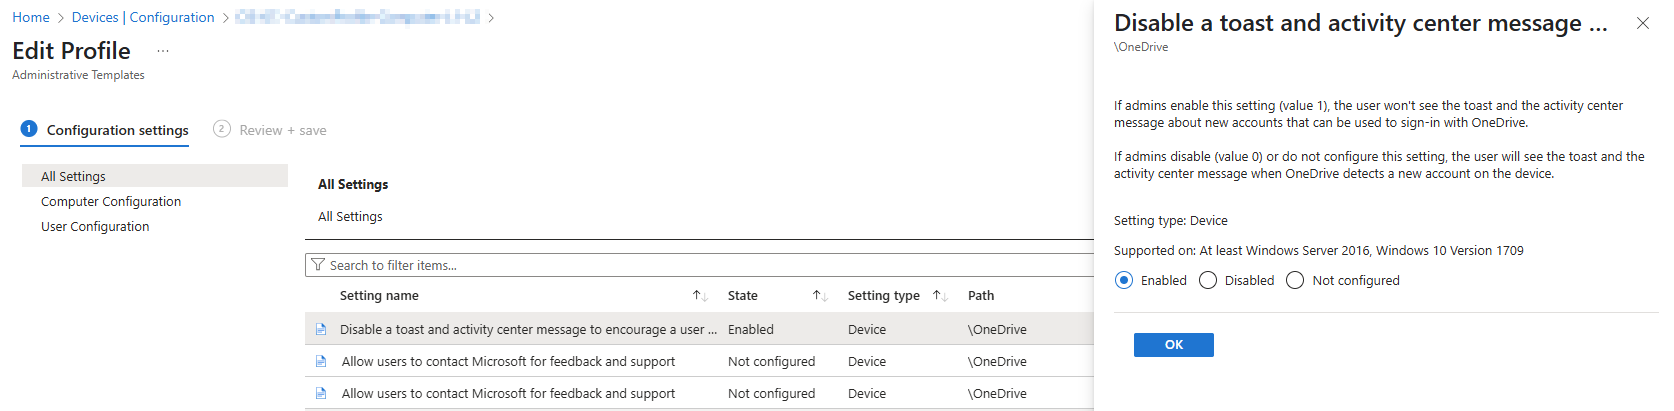 Home > Devices | Configuration >
Edit Profile ...
Administrative Templates
1 Configuration settings 2 Review + save
All Settings
Computer Configuration
User Configuration
All Settings
All Settings
Search to filter items...
Setting name ↑↓ State ↑↓ Setting type ↑↓ Path
Disable a toast and activity center message to encourage a user ... Enabled Device \OneDrive
Allow users to contact Microsoft for feedback and support Not configured Device \OneDrive
Allow users to contact Microsoft for feedback and support Not configured Device \OneDrive
Disable a toast and activity center message ...
\OneDrive
If admins enable this setting (value 1), the user won't see the toast and the activity center
message about new accounts that can be used to sign-in with OneDrive.
If admins disable (value 0) or do not configure this setting, the user will see the toast and the
activity center message when OneDrive detects a new account on the device.
Setting type: Device
Supported on: At least Windows Server 2016, Windows 10 Version 1709
Enabled Disabled Not configured
OK